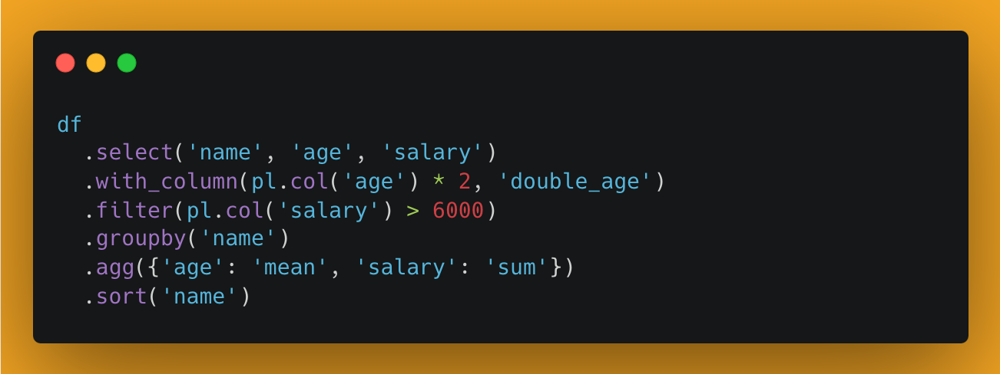 df
  .select('name', 'age', 'salary')
  .with_column(pl.col('age') * 2, 'double_age')
  .filter(pl.col('salary') > 6000)
  .groupby('name')
  .agg({'age': 'mean', 'salary': 'sum'})
  .sort('name')